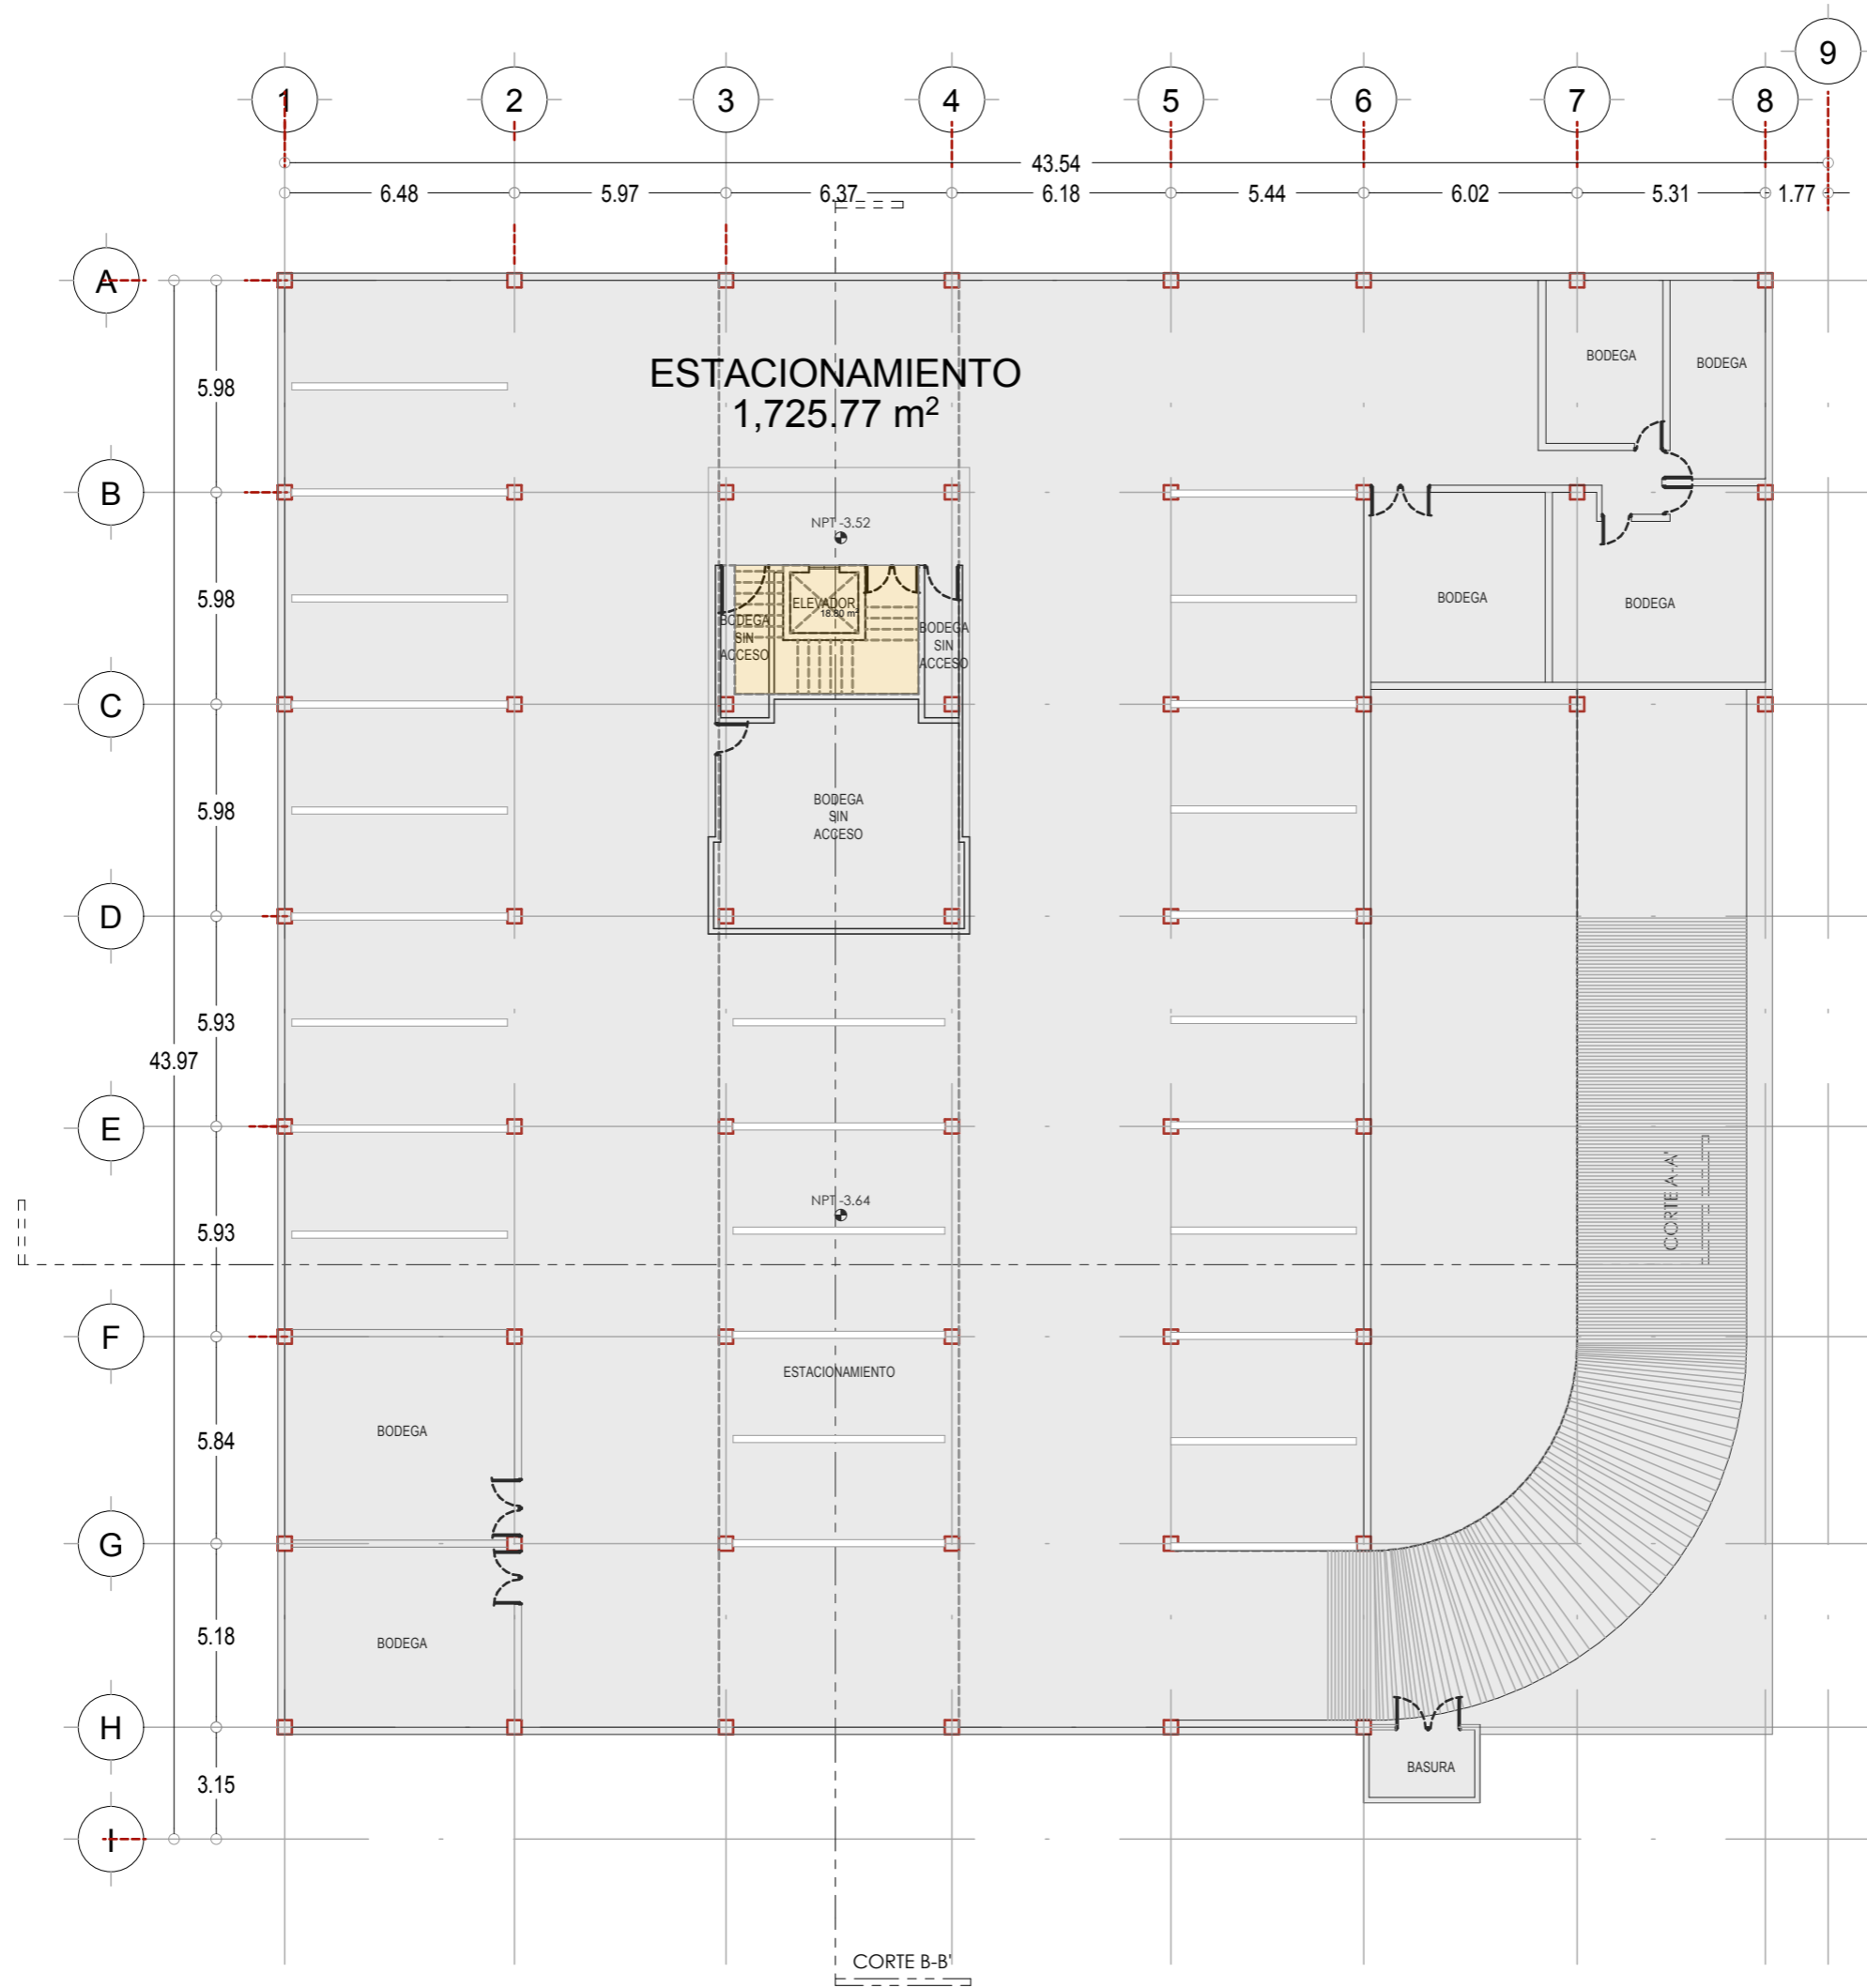 9
1 2 3 4 5 6 7 8
43.54
6.48 5.97 6.37 6.18 5.44 6.02 5.31 1.77
A
BODEGA
BODEGA
ESTACIONAMIENTO
1,725.77 m²
5.98
B
NPT -3.52
5.98
ELEVADOR
18.80 m²
BODEGA
SIN
ACCESO
BODEGA
SIN
ACCESO
BODEGA
BODEGA
C
5.98
BODEGA
SIN
ACCESO
D
5.93
43.97
E
NPT -3.64
CORTE A-A'
5.93
F
ESTACIONAMIENTO
BODEGA
5.84
G
5.18
BODEGA
H
BASURA
3.15
I
CORTE B-B'